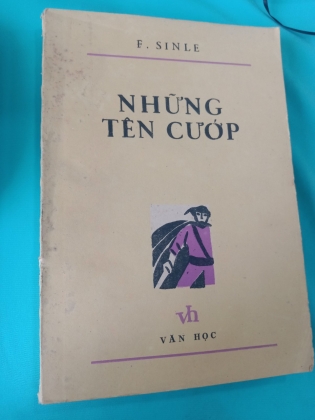 F. SINLE
NHỮNG
TÊN CƯỚP
vh
VĂN HỌC